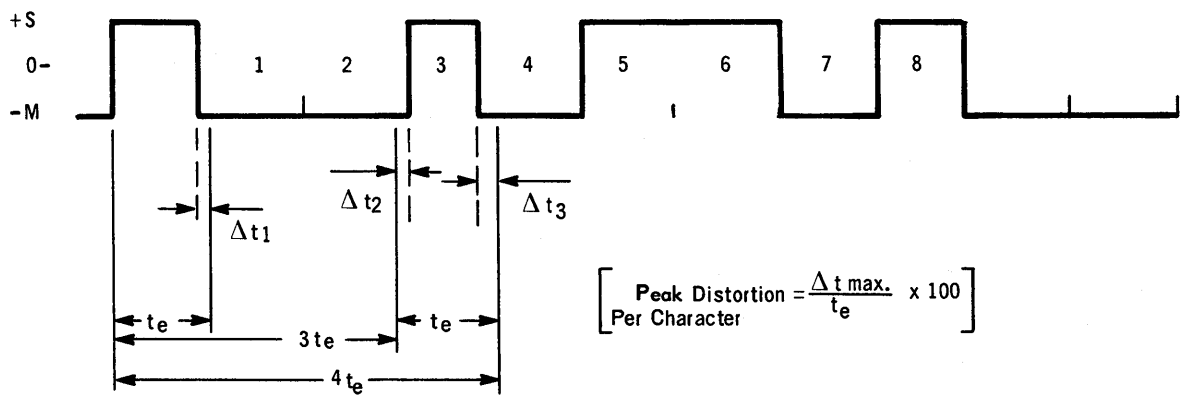 +S
0-
1 2 3 4 5 6 7 8
-M
Δt2
Δt3
Δt1
Peak Distortion = Δt max. / te x 100
Per Character
te
te
3te
4te